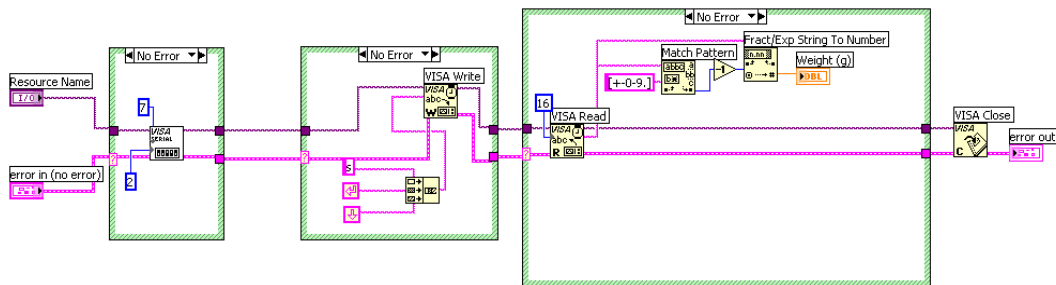 No Error
No Error
No Error
Resource Name
I/O
7
VISA
SERIAL
2
error in (no error)
VISA Write
VISA
abc
W
s
16
VISA Read
VISA
abc
R
Match Pattern
[+-0-9.]
-1
Fract/Exp String To Number
Weight (g)
DBL
VISA Close
VISA
C
error out